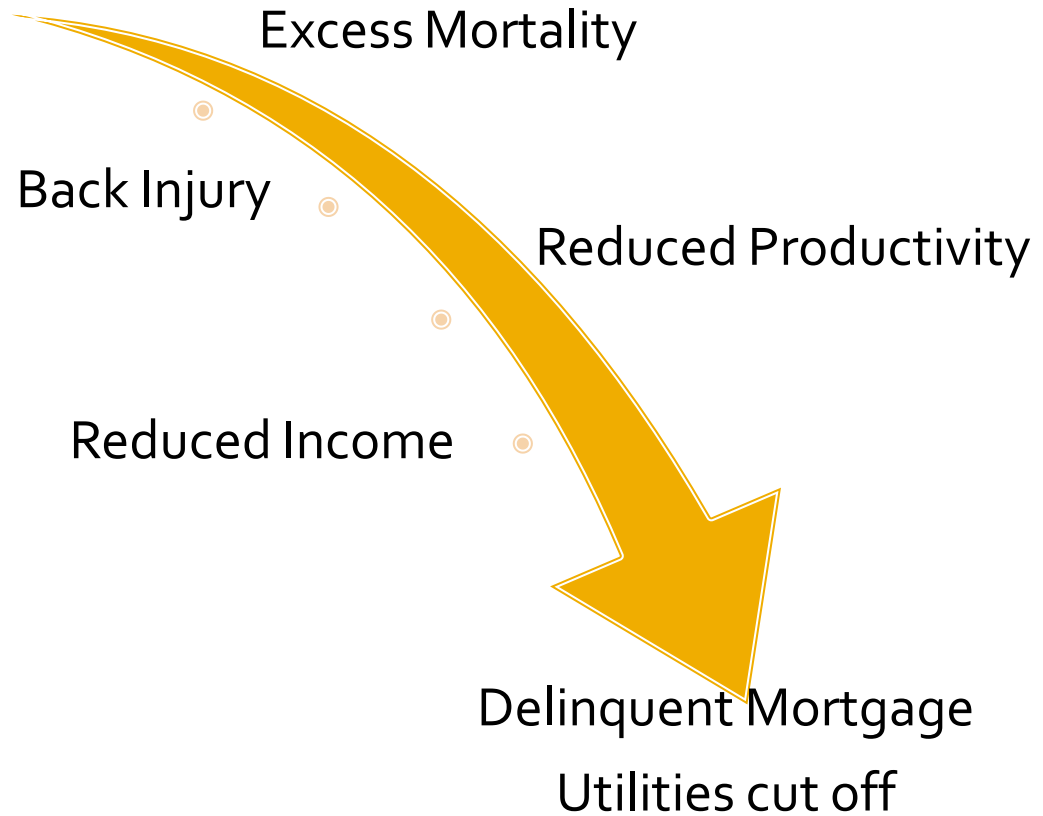 Excess Mortality
Back Injury
Reduced Productivity
Reduced Income
Delinquent Mortgage
Utilities cut off